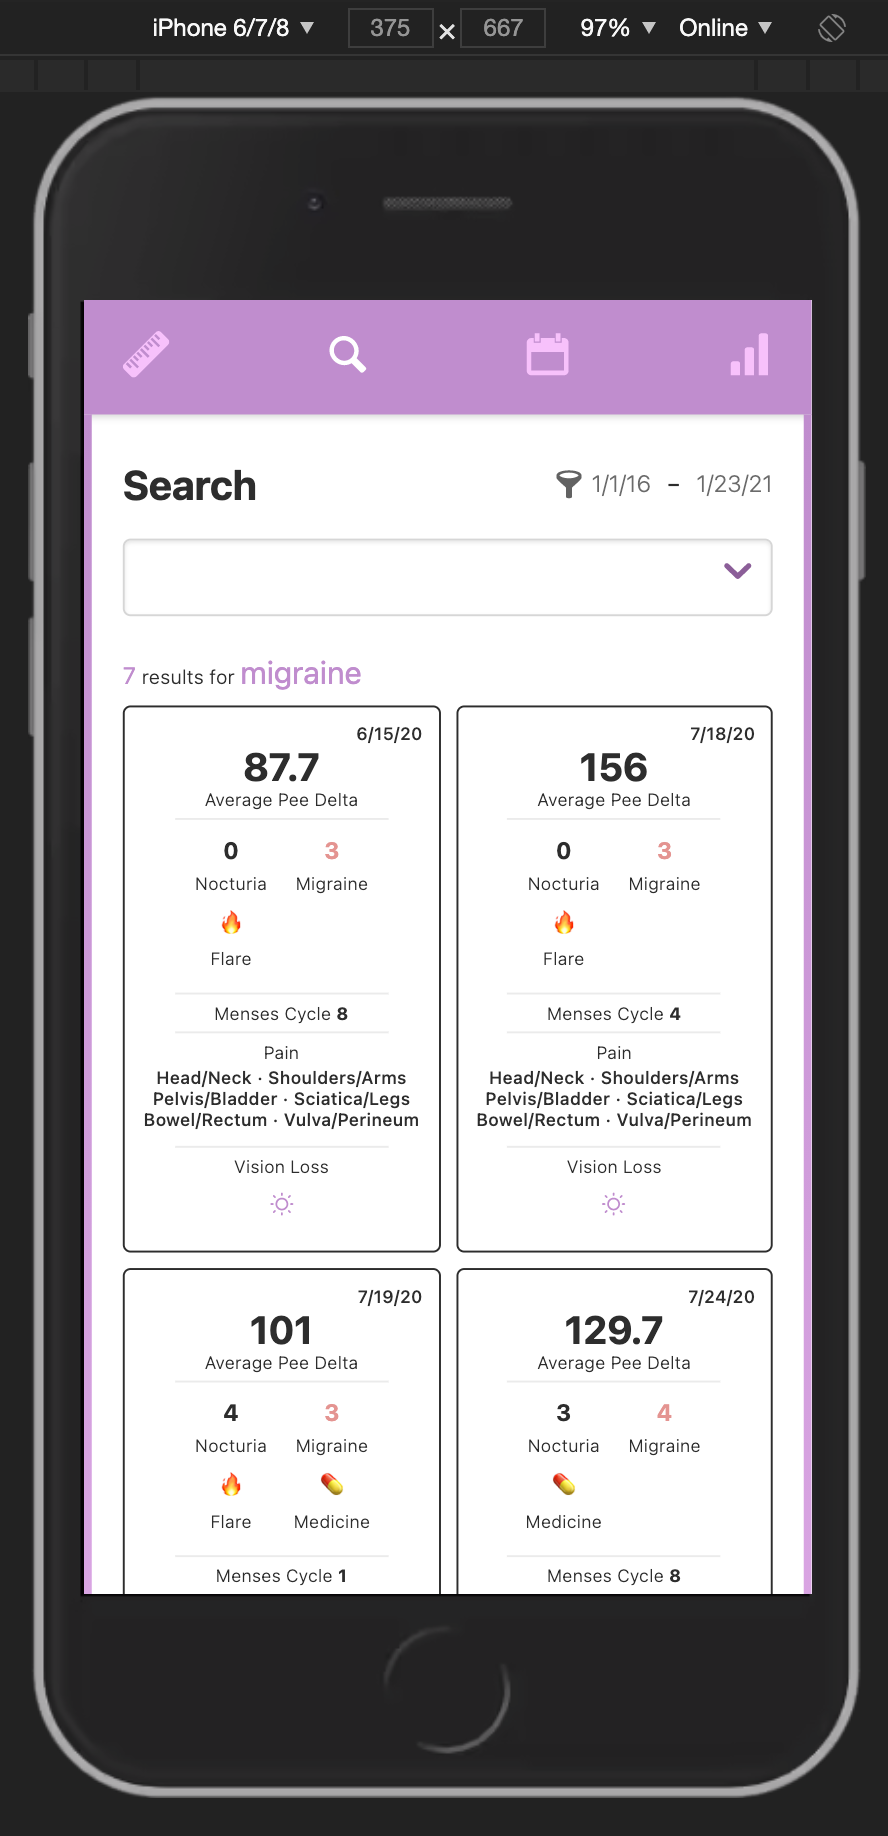 iPhone 6/7/8 ▼ 375 × 667 97% ▼ Online ▼
Search 1/1/16 – 1/23/21
7 results for migraine
6/15/20
87.7
Average Pee Delta
0 3
Nocturia Migraine
Flare
Menses Cycle 8
Pain
Head/Neck · Shoulders/Arms
Pelvis/Bladder · Sciatica/Legs
Bowel/Rectum · Vulva/Perineum
Vision Loss
7/18/20
156
Average Pee Delta
0 3
Nocturia Migraine
Flare
Menses Cycle 4
Pain
Head/Neck · Shoulders/Arms
Pelvis/Bladder · Sciatica/Legs
Bowel/Rectum · Vulva/Perineum
Vision Loss
7/19/20
101
Average Pee Delta
4 3
Nocturia Migraine
Flare Medicine
Menses Cycle 1
7/24/20
129.7
Average Pee Delta
3 4
Nocturia Migraine
Medicine
Menses Cycle 8